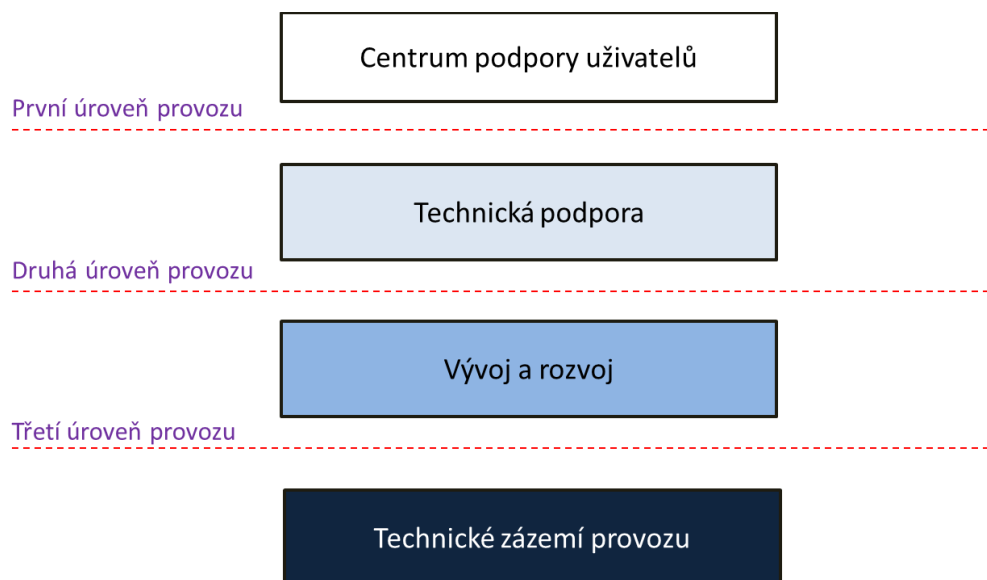 Centrum podpory uživatelů
První úroveň provozu
Technická podpora
Druhá úroveň provozu
Vývoj a rozvoj
Třetí úroveň provozu
Technické zázemí provozu